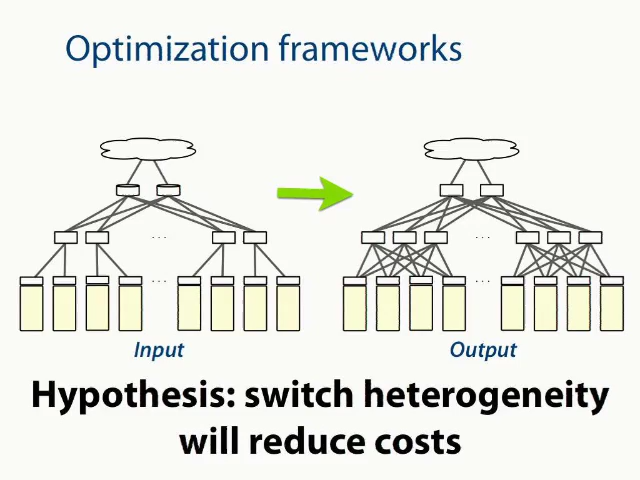 Optimization frameworks
. . .
. . .
. . .
. . .
Input
Output
Hypothesis: switch heterogeneity
will reduce costs